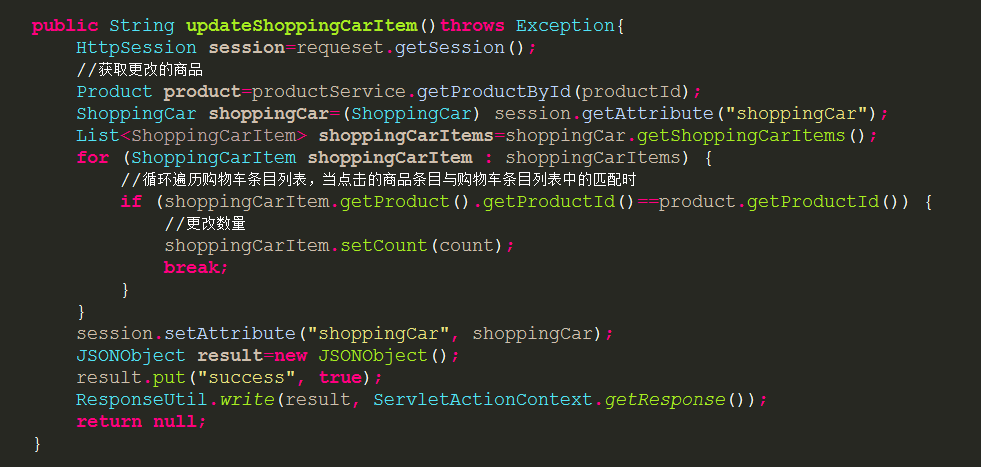 public String updateShoppingCarItem()throws Exception{
HttpSession session=requeset.getSession();
//获取更改的商品
Product product=productService.getProductById(productId);
ShoppingCar shoppingCar=(ShoppingCar) session.getAttribute("shoppingCar");
List<ShoppingCarItem> shoppingCarItems=shoppingCar.getShoppingCarItems();
for (ShoppingCarItem shoppingCarItem : shoppingCarItems) {
//循环遍历购物车条目列表，当点击的商品条目与购物车条目列表中的匹配时
if (shoppingCarItem.getProduct().getProductId()==product.getProductId()) {
//更改数量
shoppingCarItem.setCount(count);
break;
}
}
session.setAttribute("shoppingCar", shoppingCar);
JSONObject result=new JSONObject();
result.put("success", true);
ResponseUtil.write(result, ServletActionContext.getResponse());
return null;
}